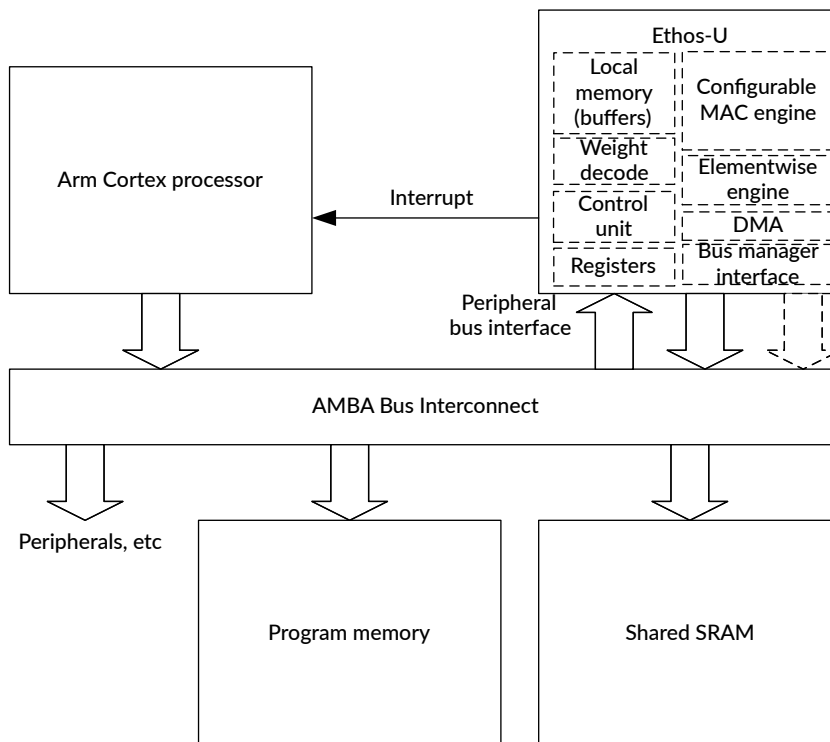 Ethos-U
Local
memory
(buffers)
Configurable
MAC engine
Weight
decode
Elementwise
engine
Arm Cortex processor
Interrupt
Control
unit
DMA
Registers
Bus manager
interface
Peripheral
bus interface
AMBA Bus Interconnect
Peripherals, etc
Program memory
Shared SRAM